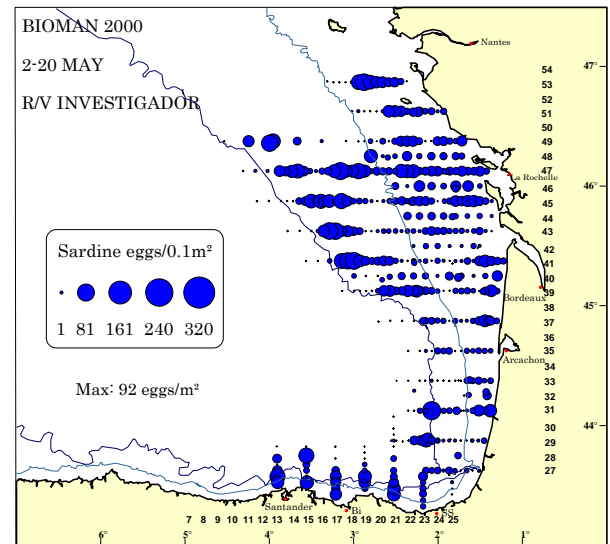 BIOMAN 2000
2-20 MAY
R/V INVESTIGADOR
Nantes
47°
54
53
52
51
50
49
48
47
La Rochelle
46
46°
45
44
43
42
41
40
39
Bordeaux
45°
38
37
36
35
Arcachon
34
33
32
31
30
44°
29
28
27
Sardine eggs/0.1m²
1 81 161 240 320
Max: 92 eggs/m²
Santander
Bi
SS
7 8 9 10 11 12 13 14 15 16 17 18 19 20 21 22 23 24 25
6° 5° 4° 3° 2° 1°